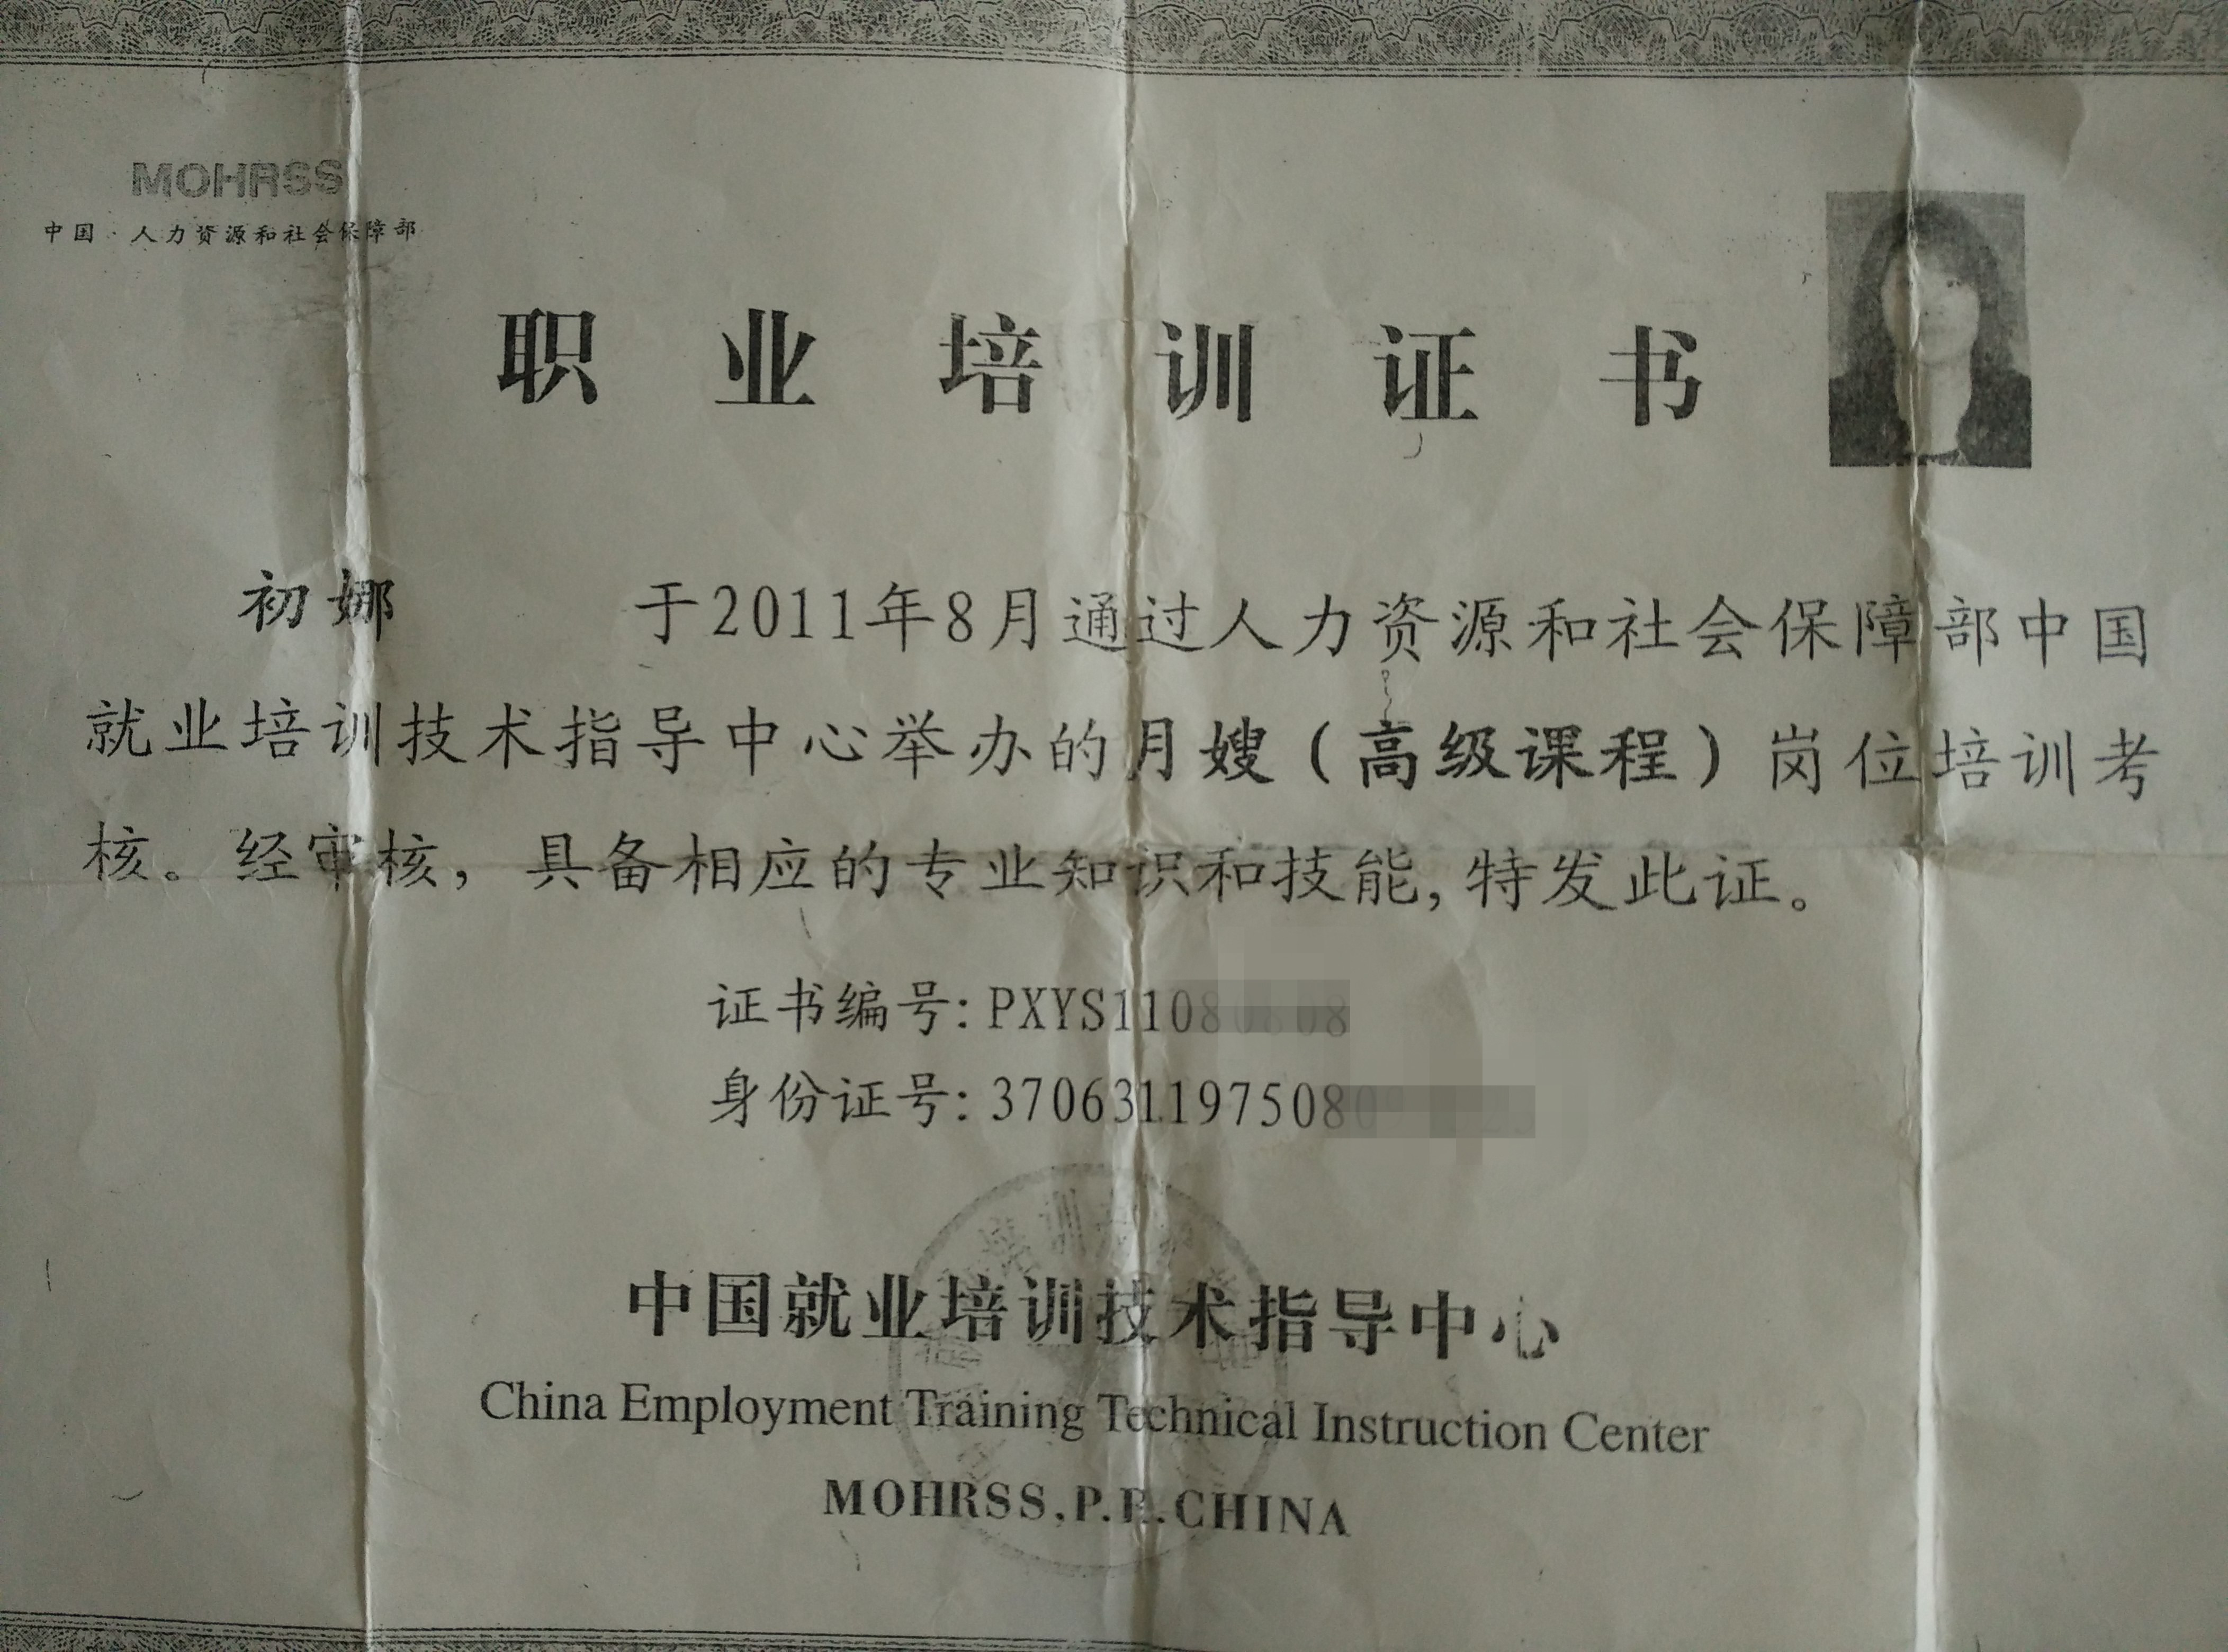 MOHRSS
中国·人力资源和社会保障部
职业培训证书
初娜 于2011年8月通过人力资源和社会保障部中国
就业培训技术指导中心举办的月嫂（高级课程）岗位培训考
核。经审核，具备相应的专业知识和技能，特发此证。
证书编号：PXYS1108
身份证号：370631197508
中国就业培训技术指导中心
China Employment Training Technical Instruction Center
MOHRSS,P.R.CHINA